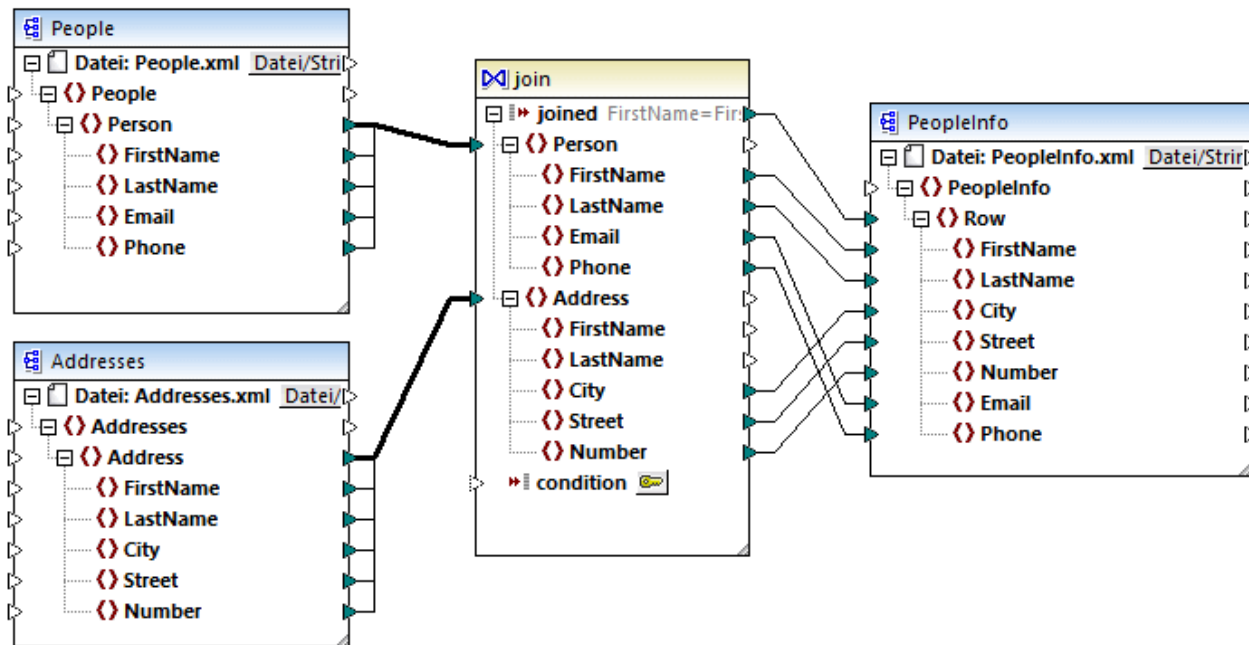 People
Datei: People.xml Datei/Stri
People
Person
FirstName
LastName
Email
Phone
Addresses
Datei: Addresses.xml Datei/
Addresses
Address
FirstName
LastName
City
Street
Number
join
joined FirstName=Firs
Person
FirstName
LastName
Email
Phone
Address
FirstName
LastName
City
Street
Number
condition
PeopleInfo
Datei: PeopleInfo.xml Datei/Strin
PeopleInfo
Row
FirstName
LastName
City
Street
Number
Email
Phone